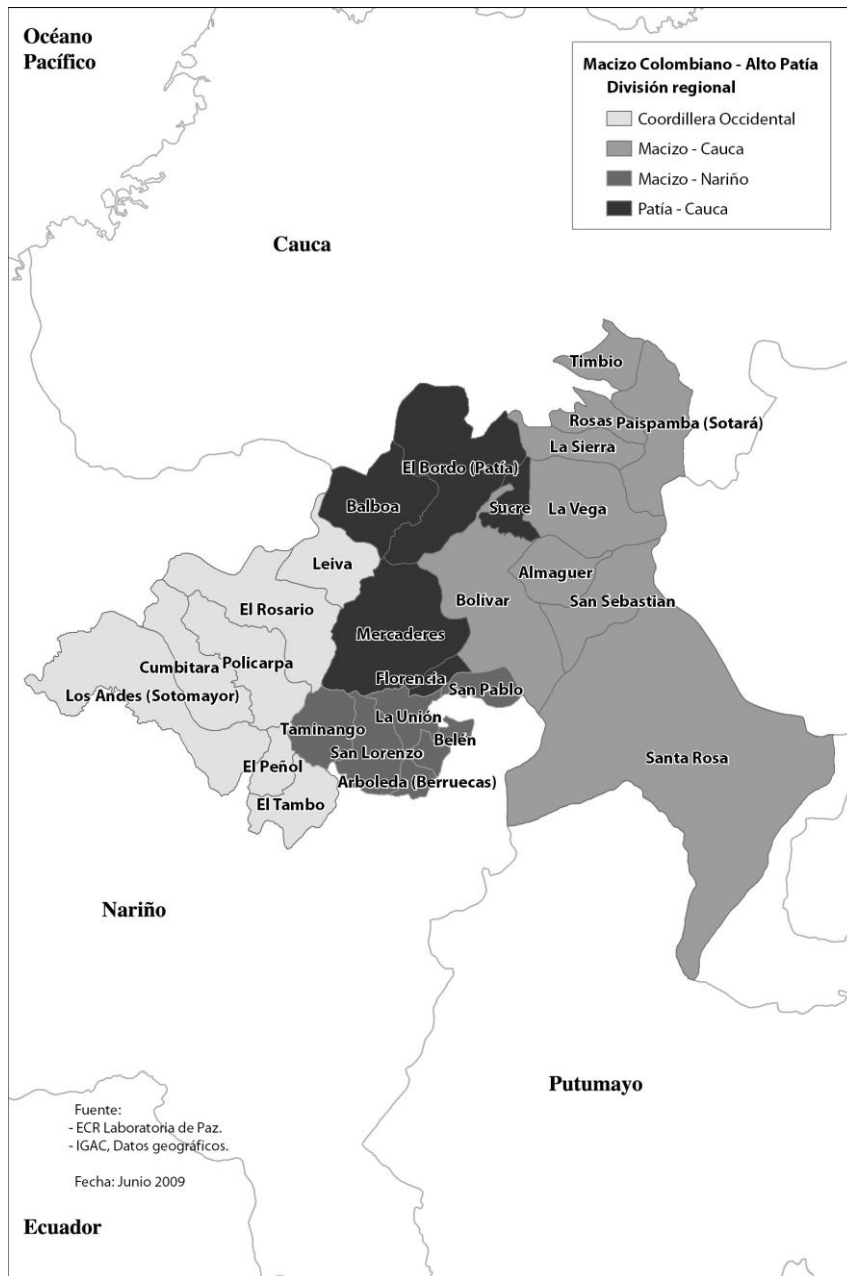 Océano
Pacífico
Macizo Colombiano - Alto Patía
División regional
Coordillera Occidental
Macizo - Cauca
Macizo - Nariño
Patía - Cauca
Cauca
Timbio
Rosas
Paispamba (Sotará)
La Sierra
El Bordo (Patía)
Balboa
Sucre
La Vega
Leiva
Almaguer
El Rosario
Bolívar
San Sebastian
Mercaderes
Policarpa
Cumbitara
Florencia
San Pablo
Los Andes (Sotomayor)
La Unión
Taminango
Belén
San Lorenzo
Santa Rosa
El Peñol
Arboleda (Berruecas)
El Tambo
Nariño
Putumayo
Fuente:
- ECR Laboratoria de Paz.
- IGAC, Datos geográficos.
Fecha: Junio 2009
Ecuador